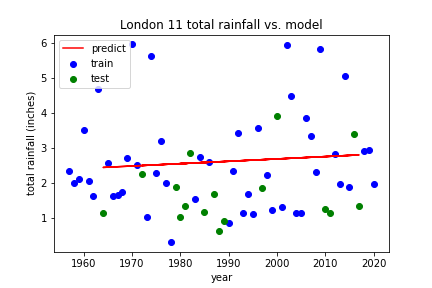 London 11 total rainfall vs. model
predict
train
test
total rainfall (inches)
6
5
4
3
2
1
1960 1970 1980 1990 2000 2010 2020
year